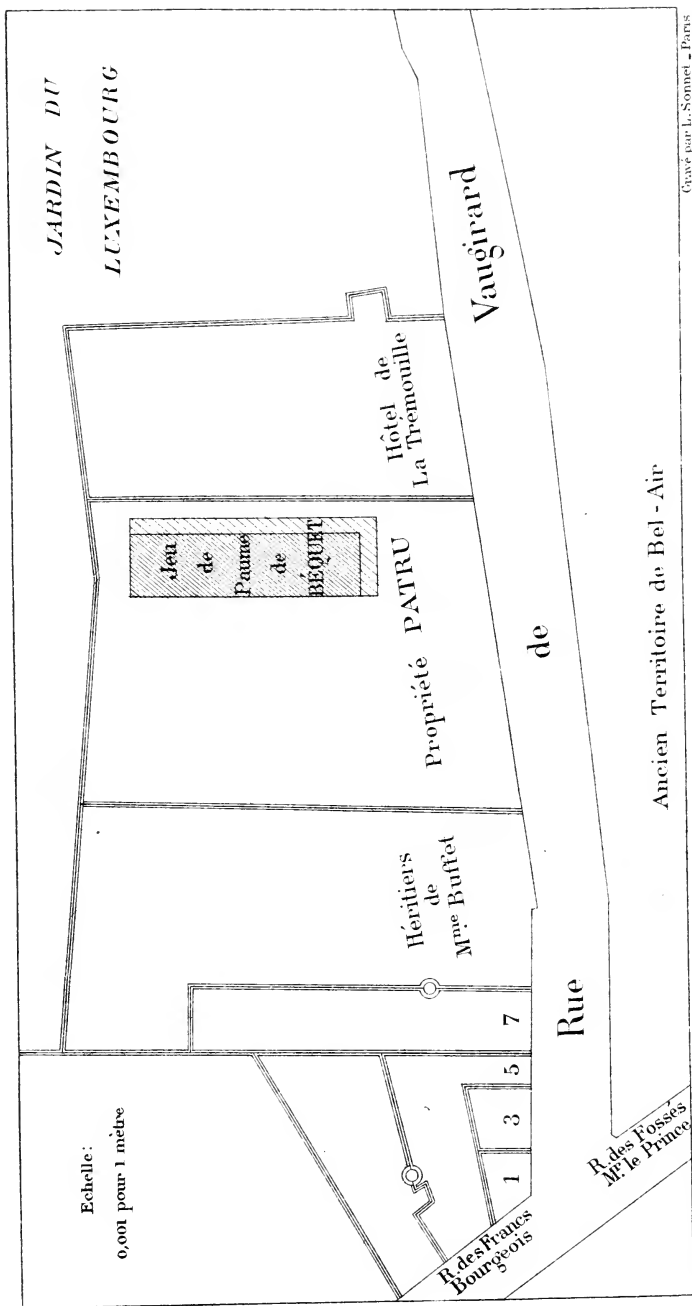 JARDIN DU
LUXEMBOURG
Echelle:
0,001 pour 1 mètre
Jeu
de
Paume
de
BÉQUET
Hôtel de
La Trémouille
Propriété PATRU
Héritiers
de
Mme. Buffet
1
3
5
7
Rue de Vaugirard
R. des Francs
Bourgeois
R. des Fossés
Mr. le Prince
Ancien Territoire de Bel-Air
Gravé par L. Sonnet - Paris